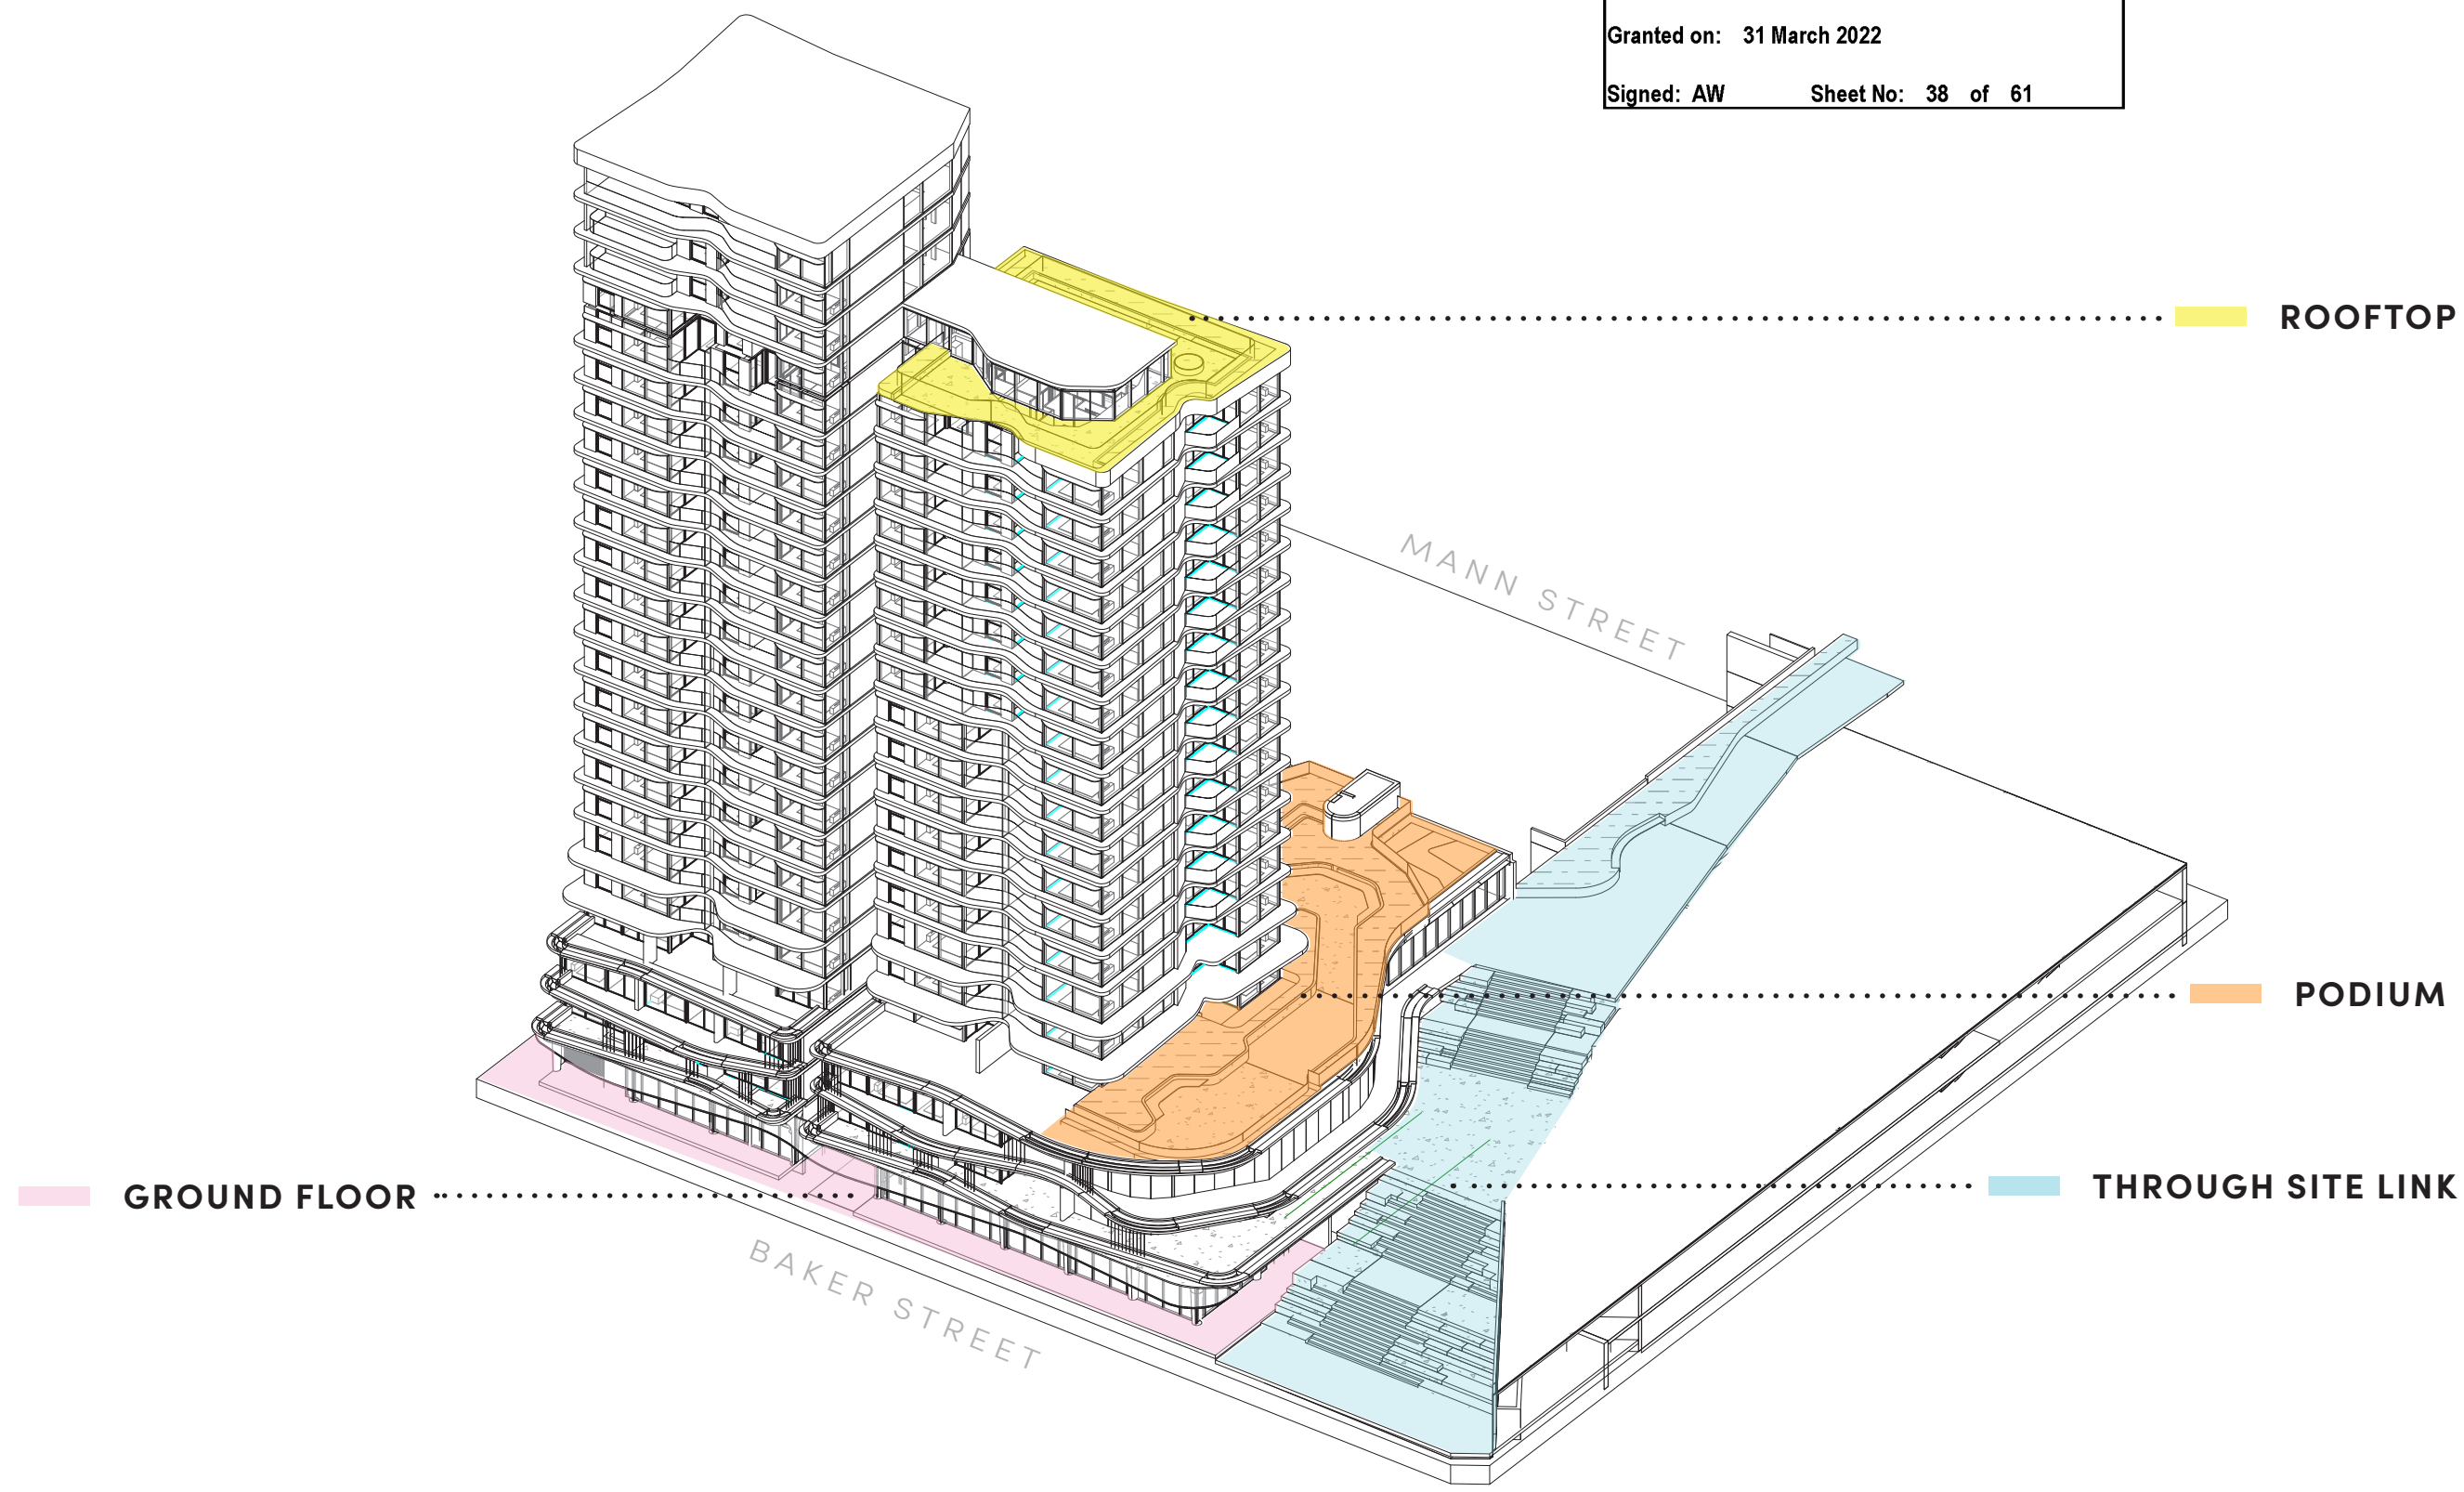 Granted on: 31 March 2022
Signed: AW Sheet No: 38 of 61
ROOFTOP
MANN STREET
PODIUM
THROUGH SITE LINK
GROUND FLOOR
BAKER STREET